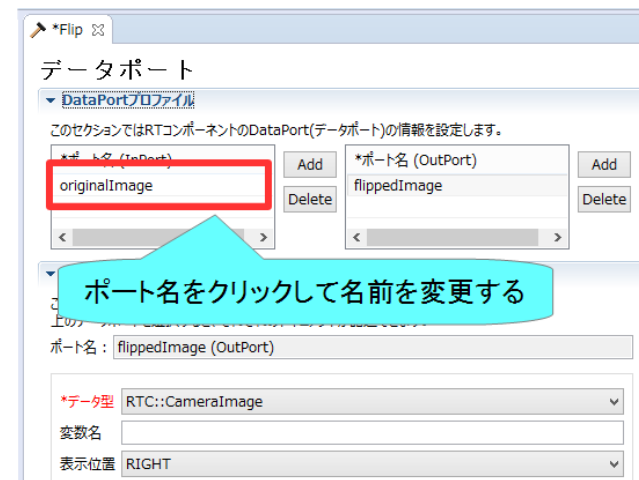 *Flip
データポート
DataPortプロファイル
このセクションではRTコンポーネントのDataPort(データポート)の情報を設定します。
*ポート名 (InPort)
originalImage
Add
Delete
*ポート名 (OutPort)
flippedImage
Add
Delete
ポート名をクリックして名前を変更する
ポート名： flippedImage (OutPort)
*データ型 RTC::CameraImage
変数名
表示位置 RIGHT